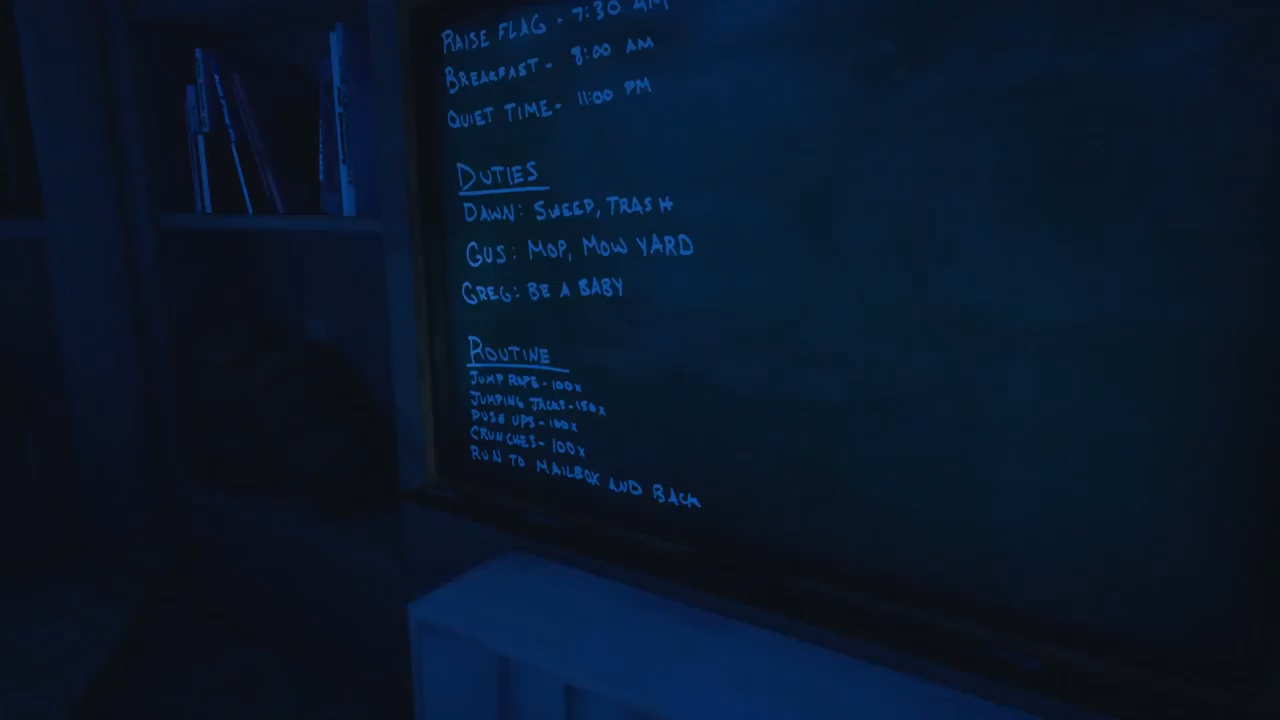 RAISE FLAG - 7:30 AM
BREAKFAST - 8:00 AM
QUIET TIME - 11:00 PM
DUTIES
DAWN: SWEEP, TRASH
GUS: MOP, MOW YARD
GREG: BE A BABY
ROUTINE
JUMP ROPE - 100X
JUMPING JACKS - 150X
PUSH UPS - 100X
CRUNCHES - 100X
RUN TO MAILBOX AND BACK